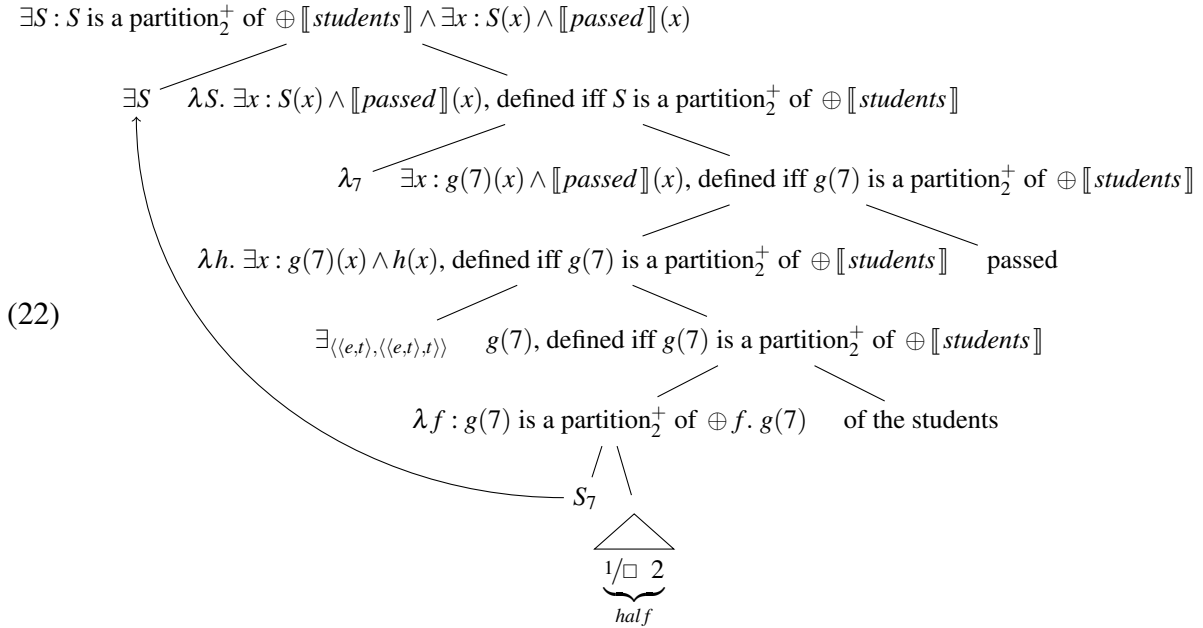 ∃S : S is a partition₂⁺ of ⊕⟦students⟧ ∧ ∃x : S(x) ∧ ⟦passed⟧(x)
∃S λS. ∃x : S(x) ∧ ⟦passed⟧(x), defined iff S is a partition₂⁺ of ⊕⟦students⟧
λ₇ ∃x : g(7)(x) ∧ ⟦passed⟧(x), defined iff g(7) is a partition₂⁺ of ⊕⟦students⟧
λh. ∃x : g(7)(x) ∧ h(x), defined iff g(7) is a partition₂⁺ of ⊕⟦students⟧ passed
(22)
∃⟨⟨e,t⟩,⟨⟨e,t⟩,t⟩⟩ g(7), defined iff g(7) is a partition₂⁺ of ⊕⟦students⟧
λf : g(7) is a partition₂⁺ of ⊕f. g(7) of the students
S₇
1/□ 2
half